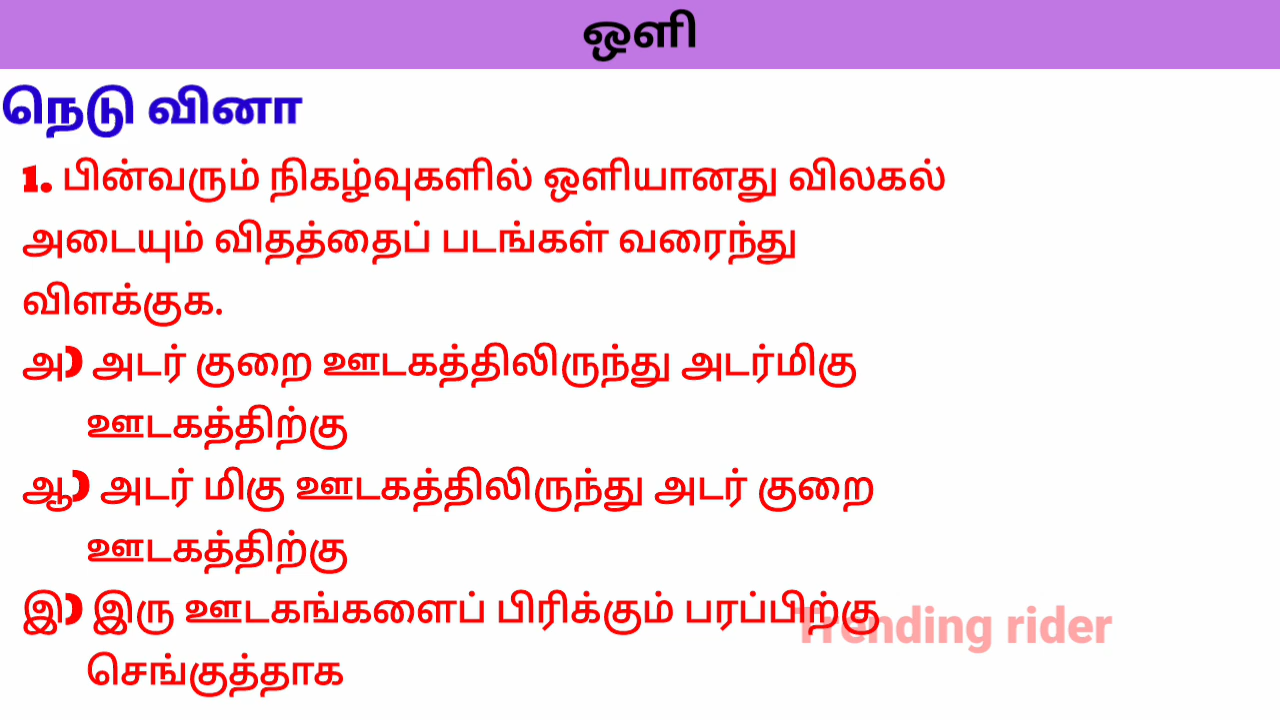 ஒளி
நெடு வினா
1. பின்வரும் நிகழ்வுகளில் ஒளியானது விலகல்
அடையும் விதத்தைப் படங்கள் வரைந்து
விளக்குக.
அ) அடர் குறை ஊடகத்திலிருந்து அடர்மிகு
ஊடகத்திற்கு
ஆ) அடர் மிகு ஊடகத்திலிருந்து அடர் குறை
ஊடகத்திற்கு
இ) இரு ஊடகங்களைப் பிரிக்கும் பரப்பிற்கு
Trending rider
செங்குத்தாக